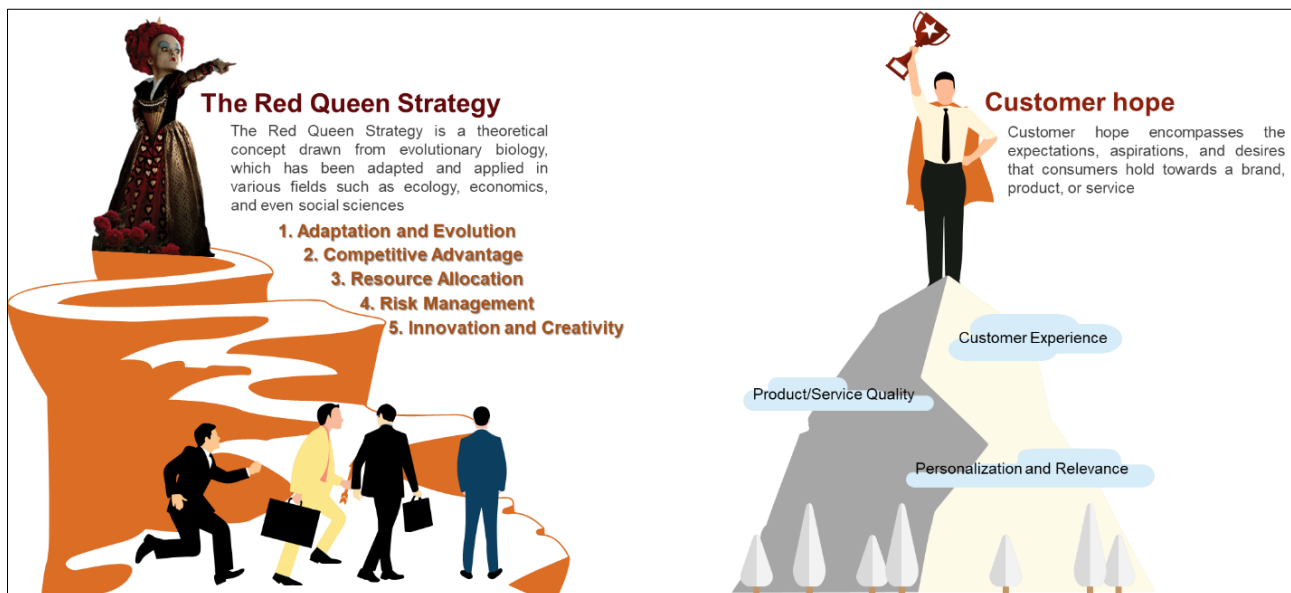 The Red Queen Strategy
The Red Queen Strategy is a theoretical
concept drawn from evolutionary biology,
which has been adapted and applied in
various fields such as ecology, economics,
and even social sciences
1. Adaptation and Evolution
2. Competitive Advantage
3. Resource Allocation
4. Risk Management
5. Innovation and Creativity
Customer hope
Customer hope encompasses the
expectations, aspirations, and desires
that consumers hold towards a brand,
product, or service
Customer Experience
Product/Service Quality
Personalization and Relevance